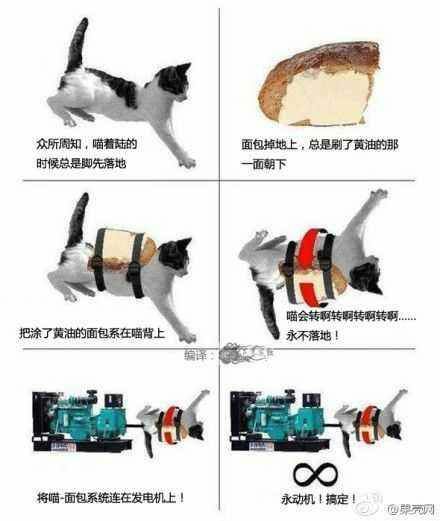 众所周知，喵着陆的
时候总是脚先落地
面包掉地上，总是刷了黄油的那
一面朝下
把涂了黄油的面包系在喵背上
喵会转啊转啊转啊转啊......
永不落地！
编译：
将喵-面包系统连在发电机上！
永动机！搞定！
@果壳网